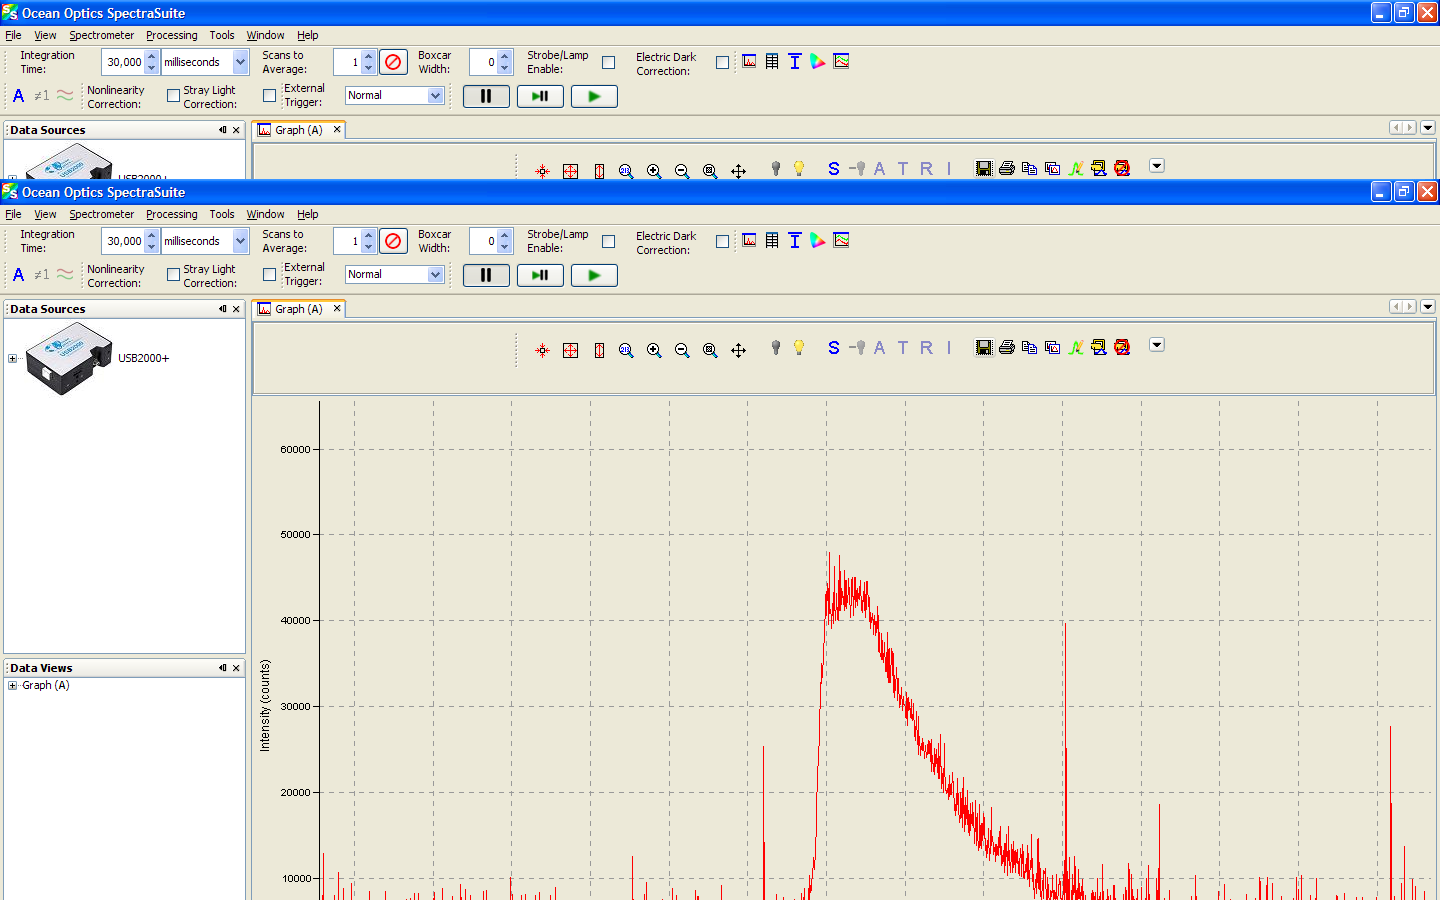 Ocean Optics SpectraSuite
File View Spectrometer Processing Tools Window Help
Integration Time: 30,000 milliseconds Scans to Average: 1 Boxcar Width: 0 Strobe/Lamp Enable: Electric Dark Correction:
A ≠1 Nonlinearity Correction: Stray Light Correction: External Trigger: Normal
Data Sources Graph (A)
USB2000+ S A T R I
Ocean Optics SpectraSuite
File View Spectrometer Processing Tools Window Help
Integration Time: 30,000 milliseconds Scans to Average: 1 Boxcar Width: 0 Strobe/Lamp Enable: Electric Dark Correction:
A ≠1 Nonlinearity Correction: Stray Light Correction: External Trigger: Normal
Data Sources Graph (A)
S A T R I
USB2000 USB2000+
60000
50000
40000
Data Views
Graph (A)
Intensity (counts)
30000
20000
10000